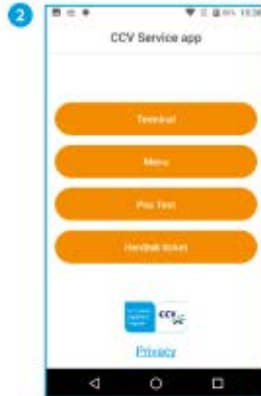 2
CCV Service app
Terminal
Menu
Pos Test
Herdruk ticket
CCV
Privacy